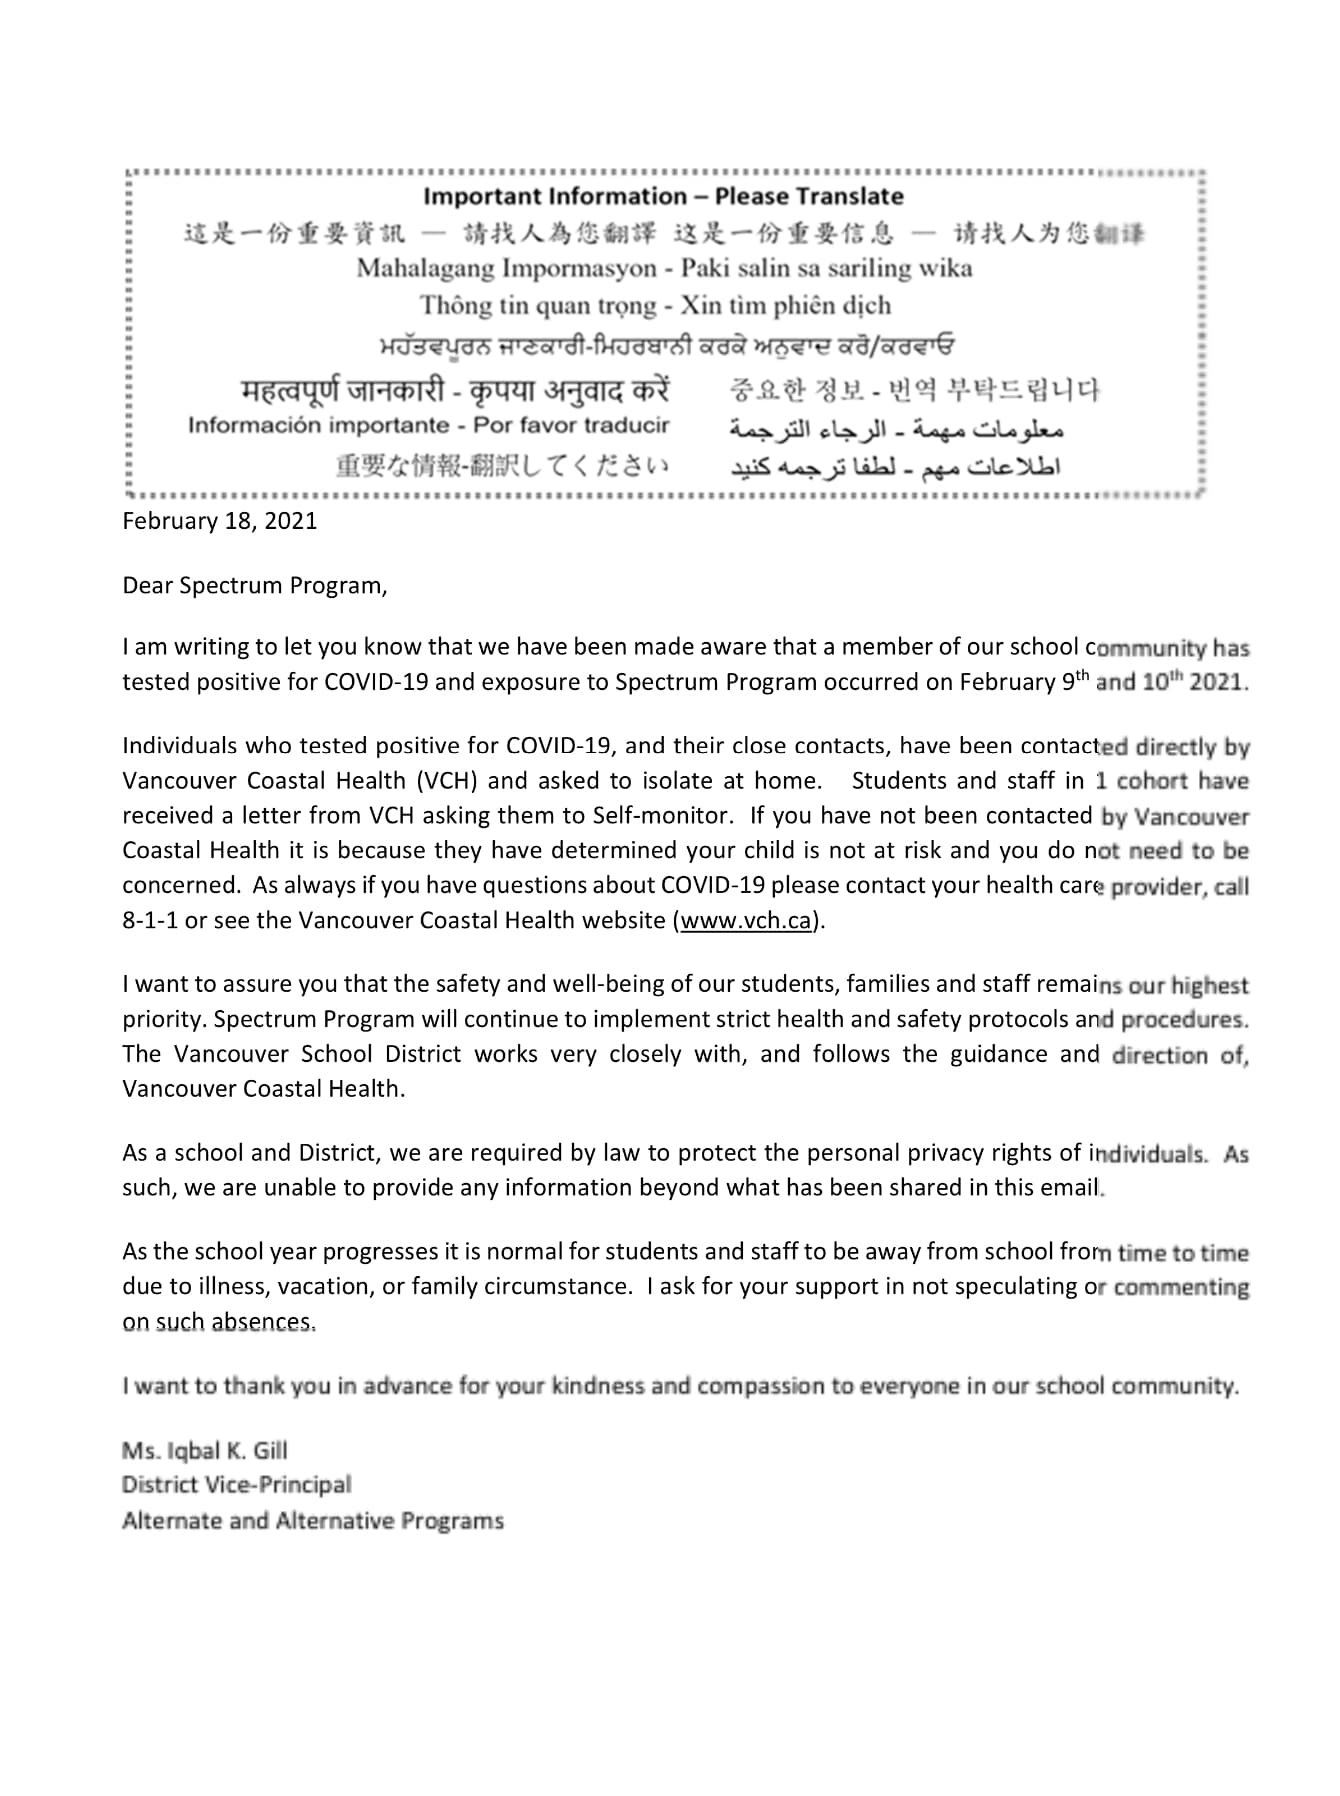 Important Information – Please Translate
這是一份重要資訊 — 請找人為您翻譯 这是一份重要信息 — 请找人为您翻译
Mahalagang Impormasyon - Paki salin sa sariling wika
Thông tin quan trọng - Xin tìm phiên dịch
ਮਹੱਤਵਪੂਰਨ ਜਾਣਕਾਰੀ-ਮਿਹਰਬਾਨੀ ਕਰਕੇ ਅਨੁਵਾਦ ਕਰੋ/ਕਰਵਾਓ
महत्वपूर्ण जानकारी - कृपया अनुवाद करें 중요한 정보 - 번역 부탁드립니다
Información importante - Por favor traducir معلومات مهمة - الرجاء الترجمة
重要な情報-翻訳してください اطلاعات مهم - لطفا ترجمه کنید
February 18, 2021
Dear Spectrum Program,
I am writing to let you know that we have been made aware that a member of our school community has
tested positive for COVID-19 and exposure to Spectrum Program occurred on February 9th and 10th 2021.
Individuals who tested positive for COVID-19, and their close contacts, have been contacted directly by
Vancouver Coastal Health (VCH) and asked to isolate at home. Students and staff in 1 cohort have
received a letter from VCH asking them to Self-monitor. If you have not been contacted by Vancouver
Coastal Health it is because they have determined your child is not at risk and you do not need to be
concerned. As always if you have questions about COVID-19 please contact your health care provider, call
8-1-1 or see the Vancouver Coastal Health website (www.vch.ca).
I want to assure you that the safety and well-being of our students, families and staff remains our highest
priority. Spectrum Program will continue to implement strict health and safety protocols and procedures.
The Vancouver School District works very closely with, and follows the guidance and direction of,
Vancouver Coastal Health.
As a school and District, we are required by law to protect the personal privacy rights of individuals. As
such, we are unable to provide any information beyond what has been shared in this email.
As the school year progresses it is normal for students and staff to be away from school from time to time
due to illness, vacation, or family circumstance. I ask for your support in not speculating or commenting
on such absences.
I want to thank you in advance for your kindness and compassion to everyone in our school community.
Ms. Iqbal K. Gill
District Vice-Principal
Alternate and Alternative Programs